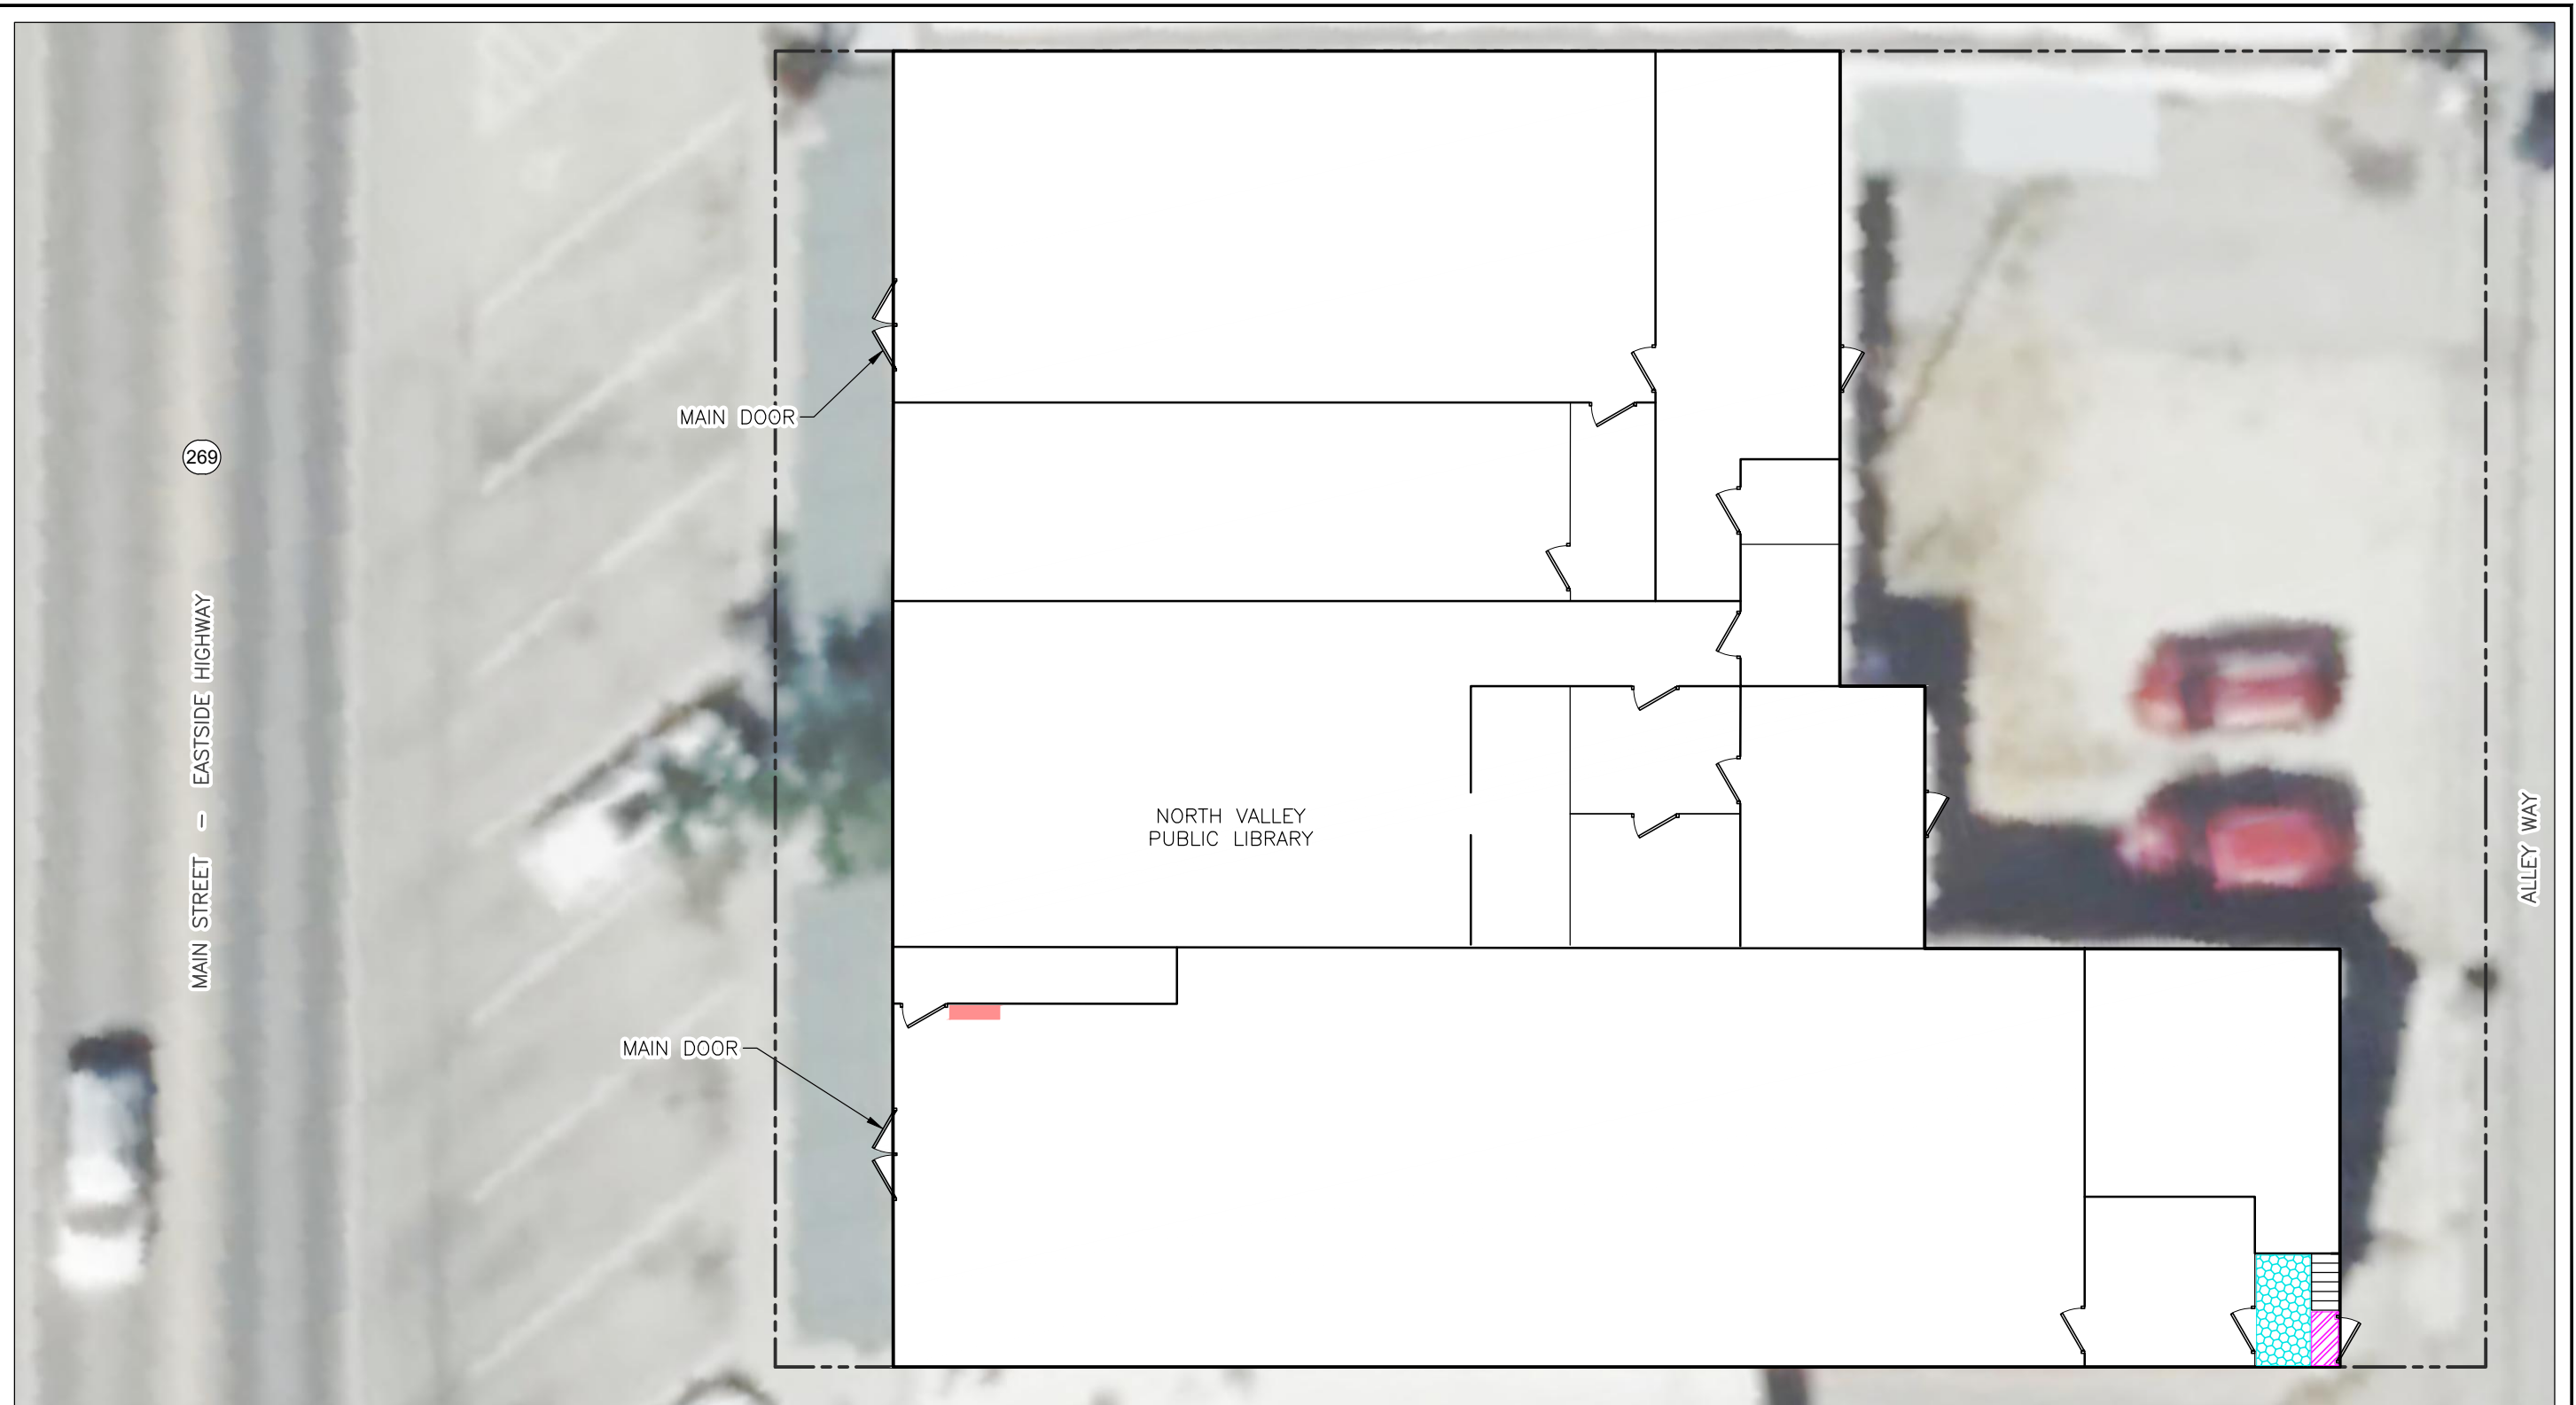 MAIN DOOR
269
MAIN STREET - EASTSIDE HIGHWAY
NORTH VALLEY
PUBLIC LIBRARY
ALLEY WAY
MAIN DOOR